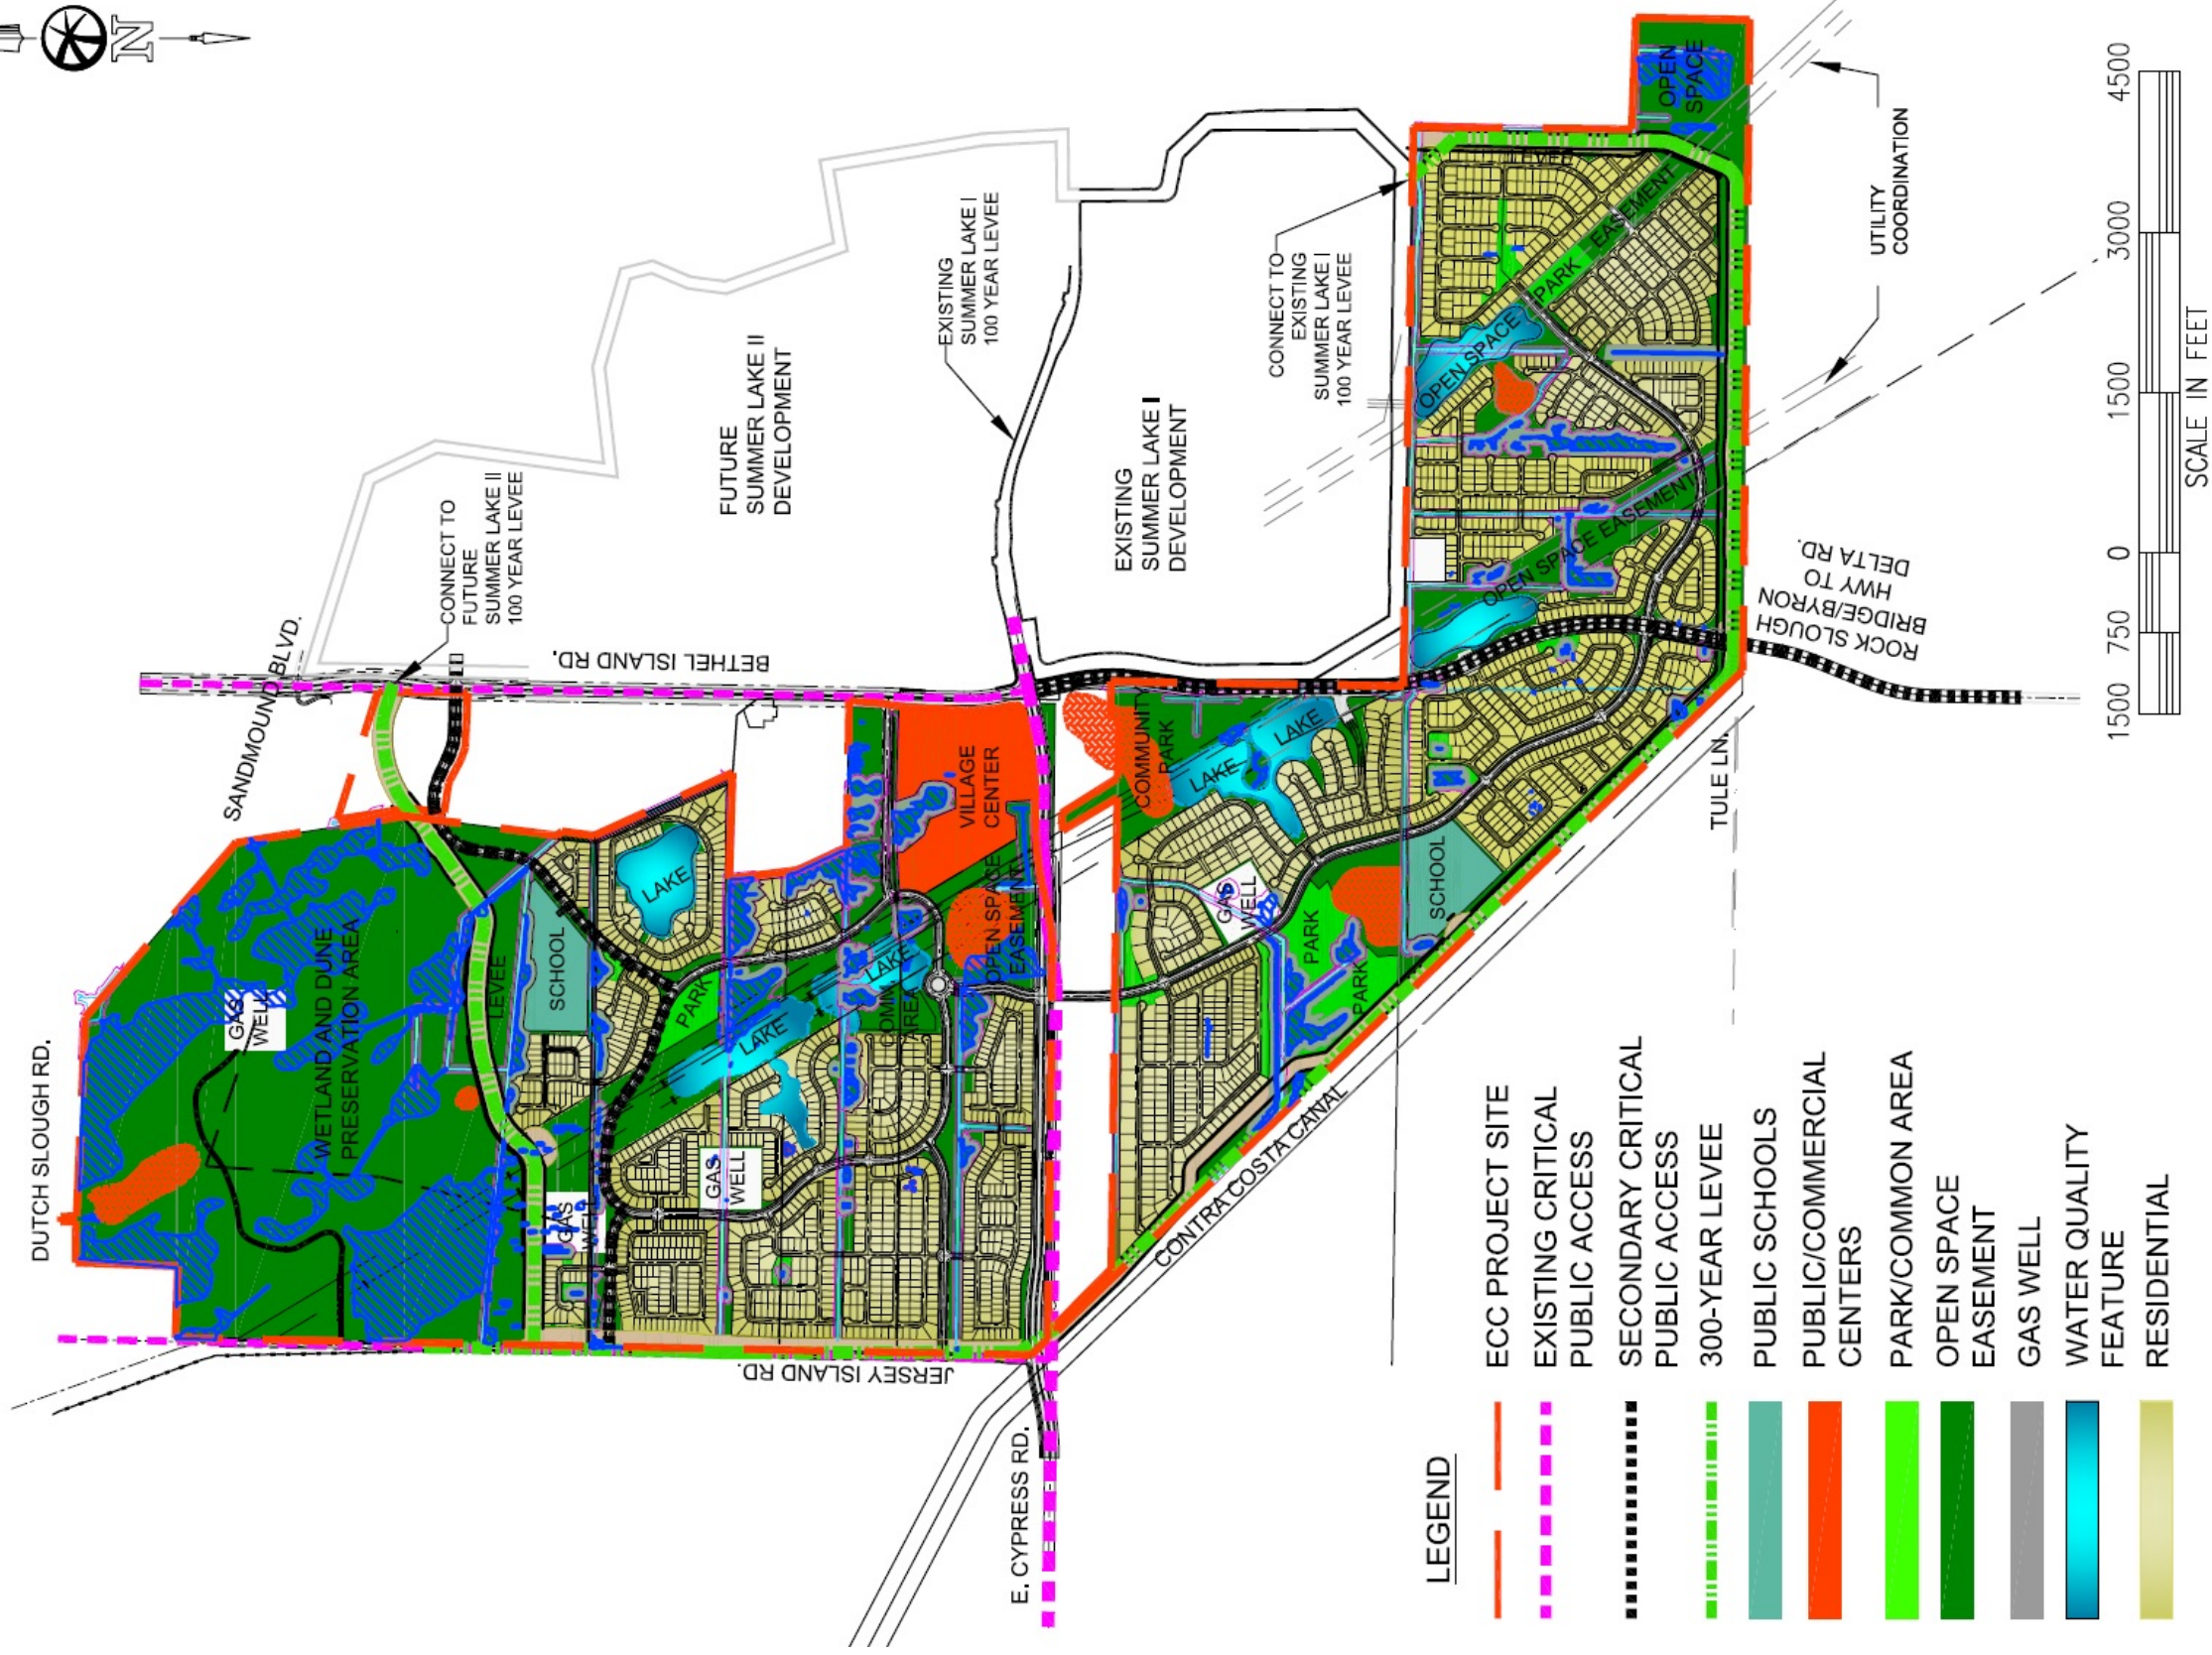 N
DUTCH SLOUGH RD.
SANDMOUND BLVD.
CONNECT TO
FUTURE
SUMMER LAKE II
100 YEAR LEVEE
BETHEL ISLAND RD.
FUTURE
SUMMER LAKE II
DEVELOPMENT
EXISTING
SUMMER LAKE I
100 YEAR LEVEE
EXISTING
SUMMER LAKE I
DEVELOPMENT
CONNECT TO
EXISTING
SUMMER LAKE I
100 YEAR LEVEE
UTILITY
COORDINATION
GAS
WELL
WETLAND AND DUNE
PRESERVATION AREA
LEVEE
SCHOOL
LAKE
PARK
LAKE
LAKE
COMM.
AREA
GAS
WELL
GAS
WELL
VILLAGE
CENTER
OPEN SPACE
EASEMENT
COMMUNITY
PARK
LAKE
LAKE
GAS
WELL
PARK
PARK
SCHOOL
OPEN SPACE
PARK EASEMENT
OPEN SPACE EASEMENT
LEVEE
OPEN
SPACE
JERSEY ISLAND RD.
E. CYPRESS RD.
CONTRA COSTA CANAL
TULE LN.
ROCK SLOUGH
BRIDGE/BYRON
HWY TO
DELTA RD.
LEGEND
ECC PROJECT SITE
EXISTING CRITICAL
PUBLIC ACCESS
SECONDARY CRITICAL
PUBLIC ACCESS
300-YEAR LEVEE
PUBLIC SCHOOLS
PUBLIC/COMMERCIAL
CENTERS
PARK/COMMON AREA
OPEN SPACE
EASEMENT
GAS WELL
WATER QUALITY
FEATURE
RESIDENTIAL
1500 750 0 1500 3000 4500
SCALE IN FEET